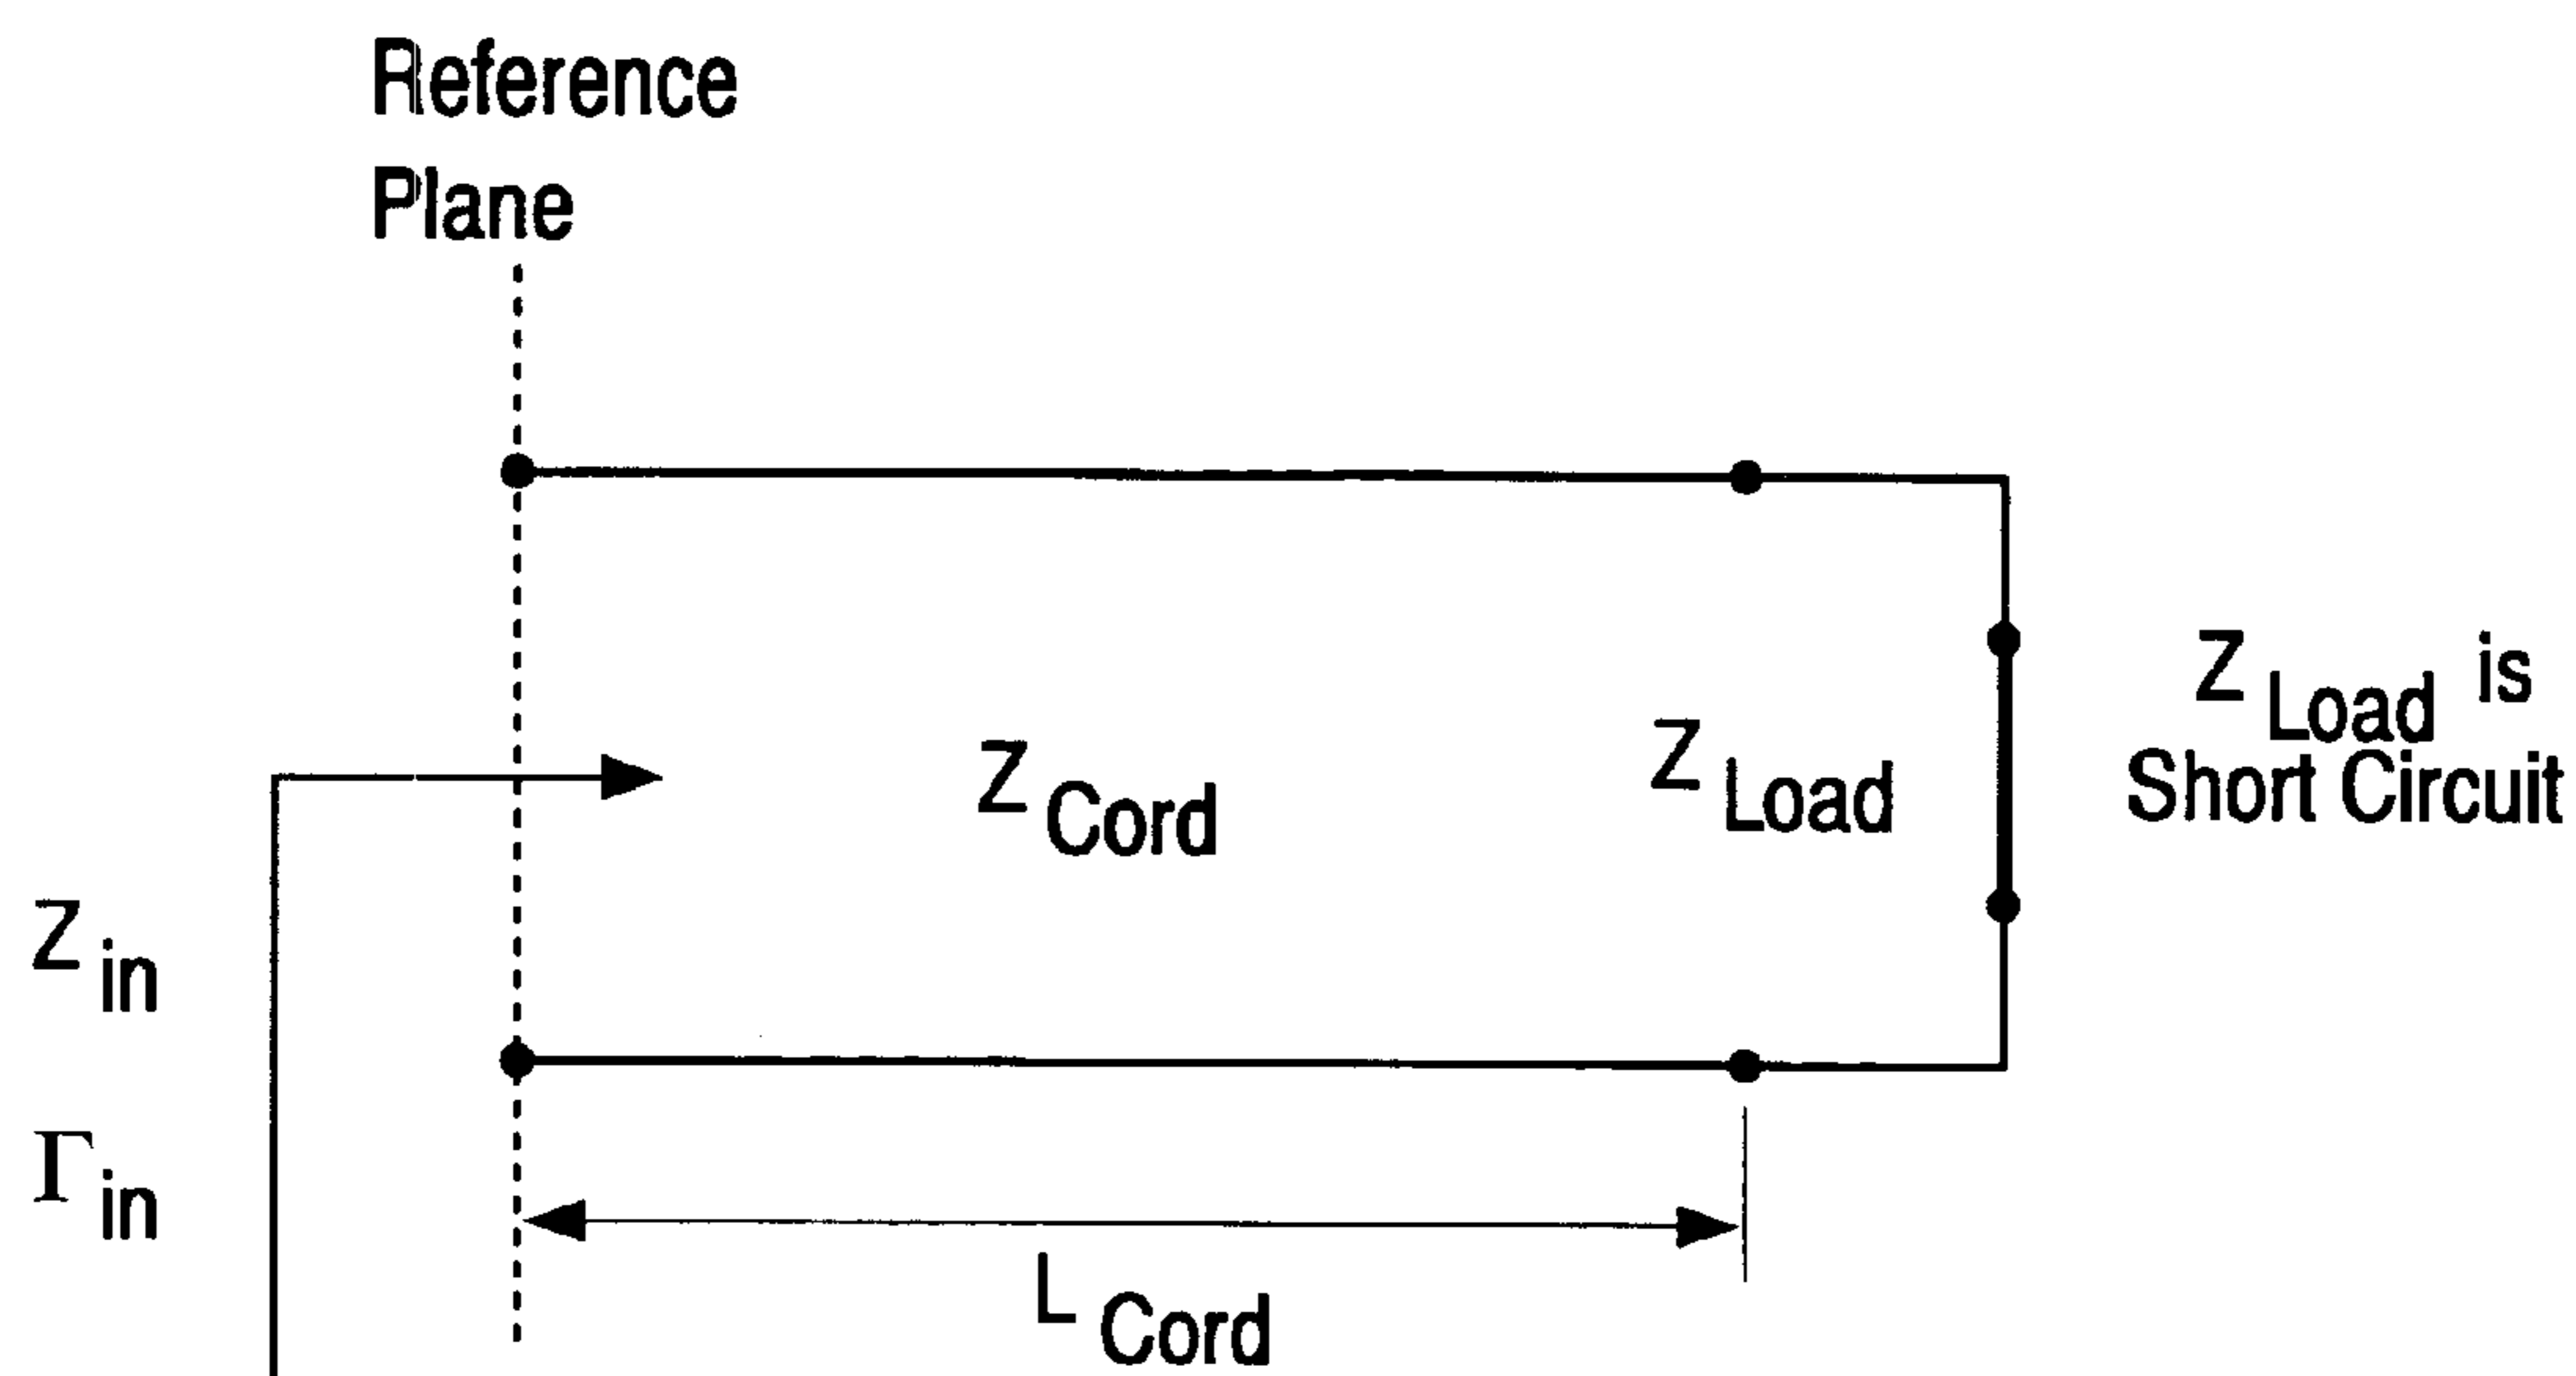 Reference
Plane
Z Cord
Z Load
Z Load is
Short Circuit
Z in
Γ in
L Cord